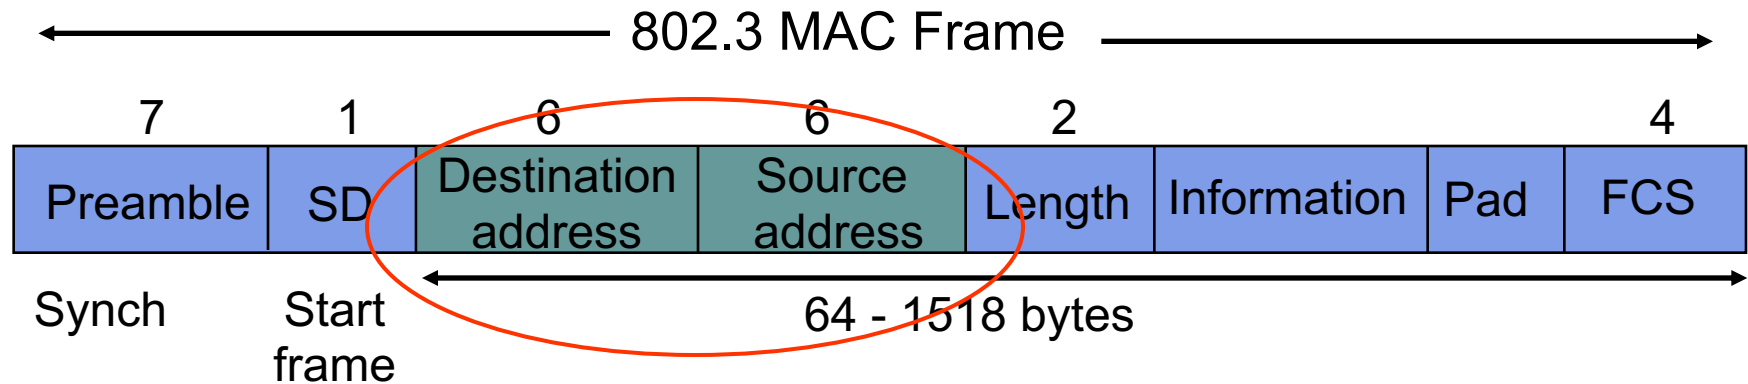 802.3 MAC Frame
7 1 6 6 2 4
Preamble SD Destination address Source address Length Information Pad FCS
Synch Start frame 64 - 1518 bytes